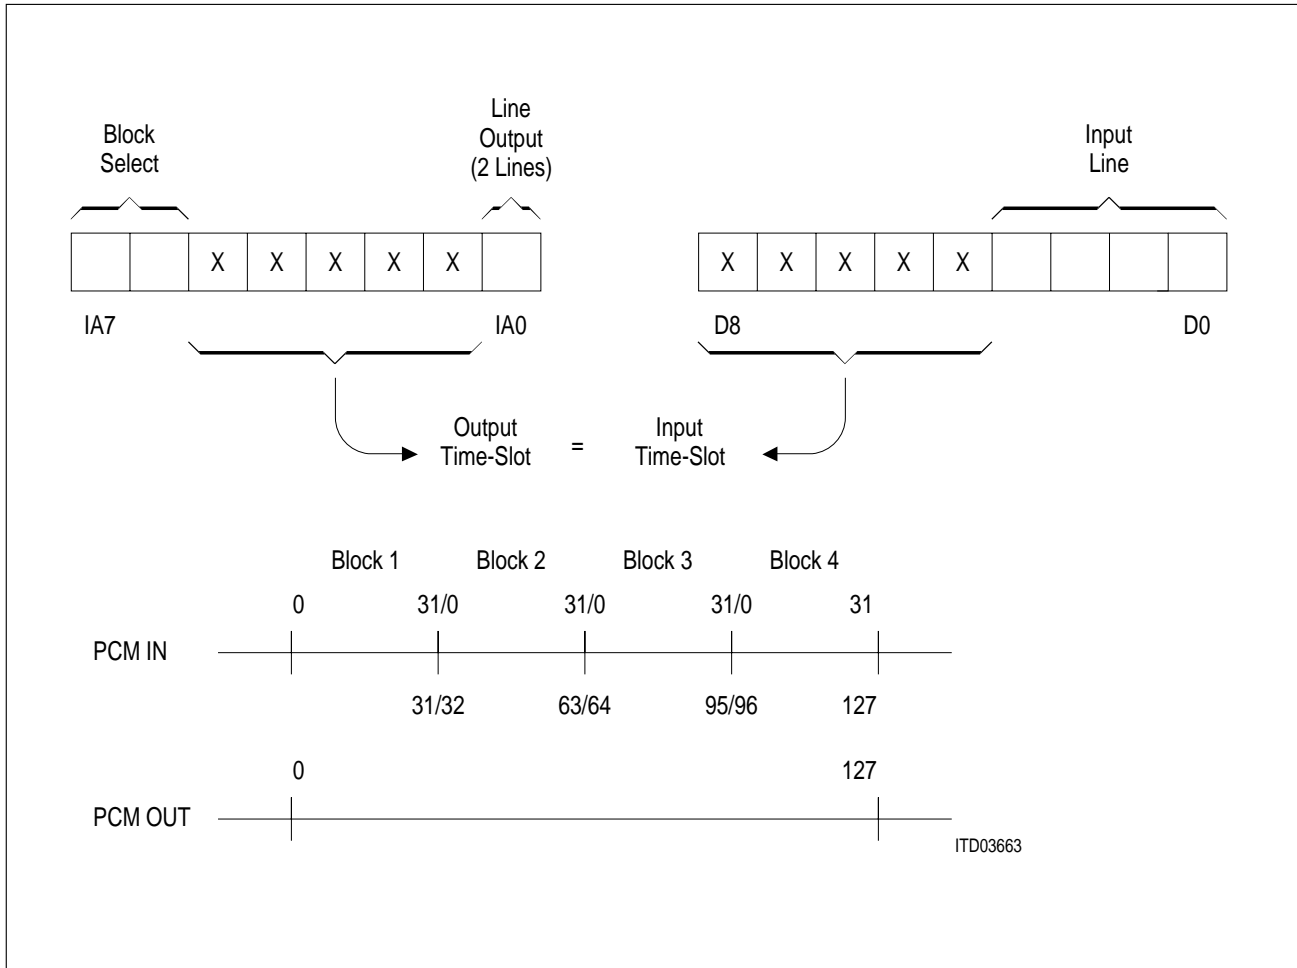 Block
Select
Line
Output
(2 Lines)
Input
Line
X X X X X
X X X X X
IA7 IA0 D8 D0
Output
Time-Slot
=
Input
Time-Slot
Block 1 Block 2 Block 3 Block 4
0 31/0 31/0 31/0 31
PCM IN
31/32 63/64 95/96 127
0 127
PCM OUT
ITD03663